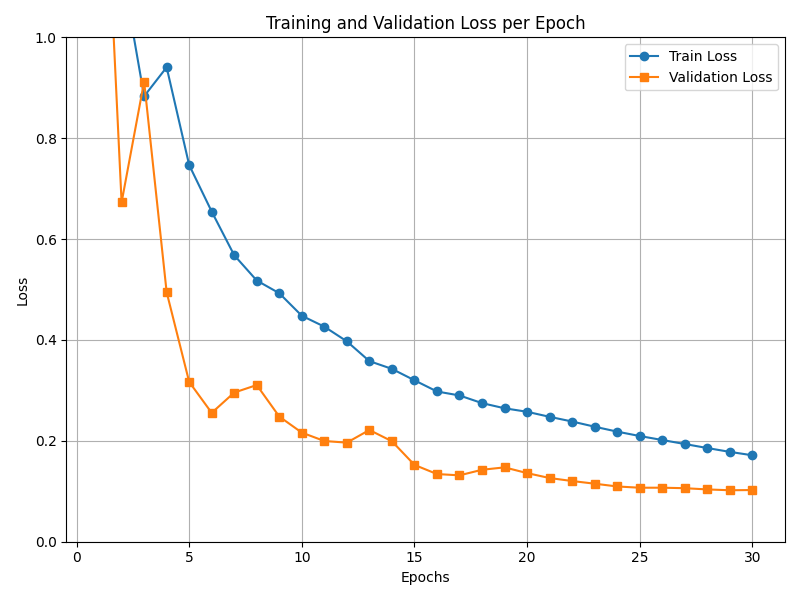 Training and Validation Loss per Epoch
Train Loss
Validation Loss
Loss
1.0
0.8
0.6
0.4
0.2
0.0
0 5 10 15 20 25 30
Epochs